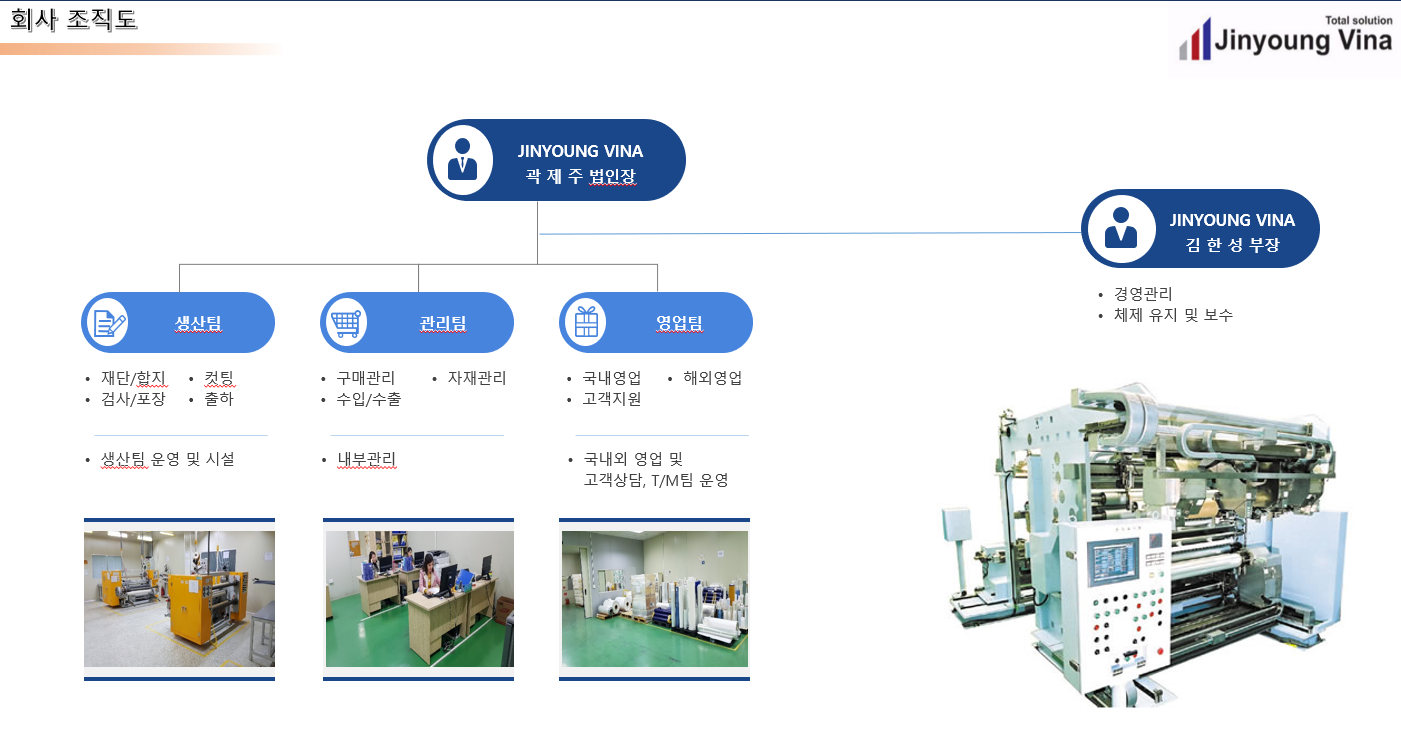 회사 조직도
Total solution
Jinyoung Vina
JINYOUNG VINA
곽 제 주 법인장
JINYOUNG VINA
김 한 성 부장
• 경영관리
• 체제 유지 및 보수
생산팀
• 재단/합지 • 컷팅
• 검사/포장 • 출하
• 생산팀 운영 및 시설
관리팀
• 구매관리 • 자재관리
• 수입/수출
• 내부관리
영업팀
• 국내영업 • 해외영업
• 고객지원
• 국내외 영업 및
고객상담, T/M팀 운영